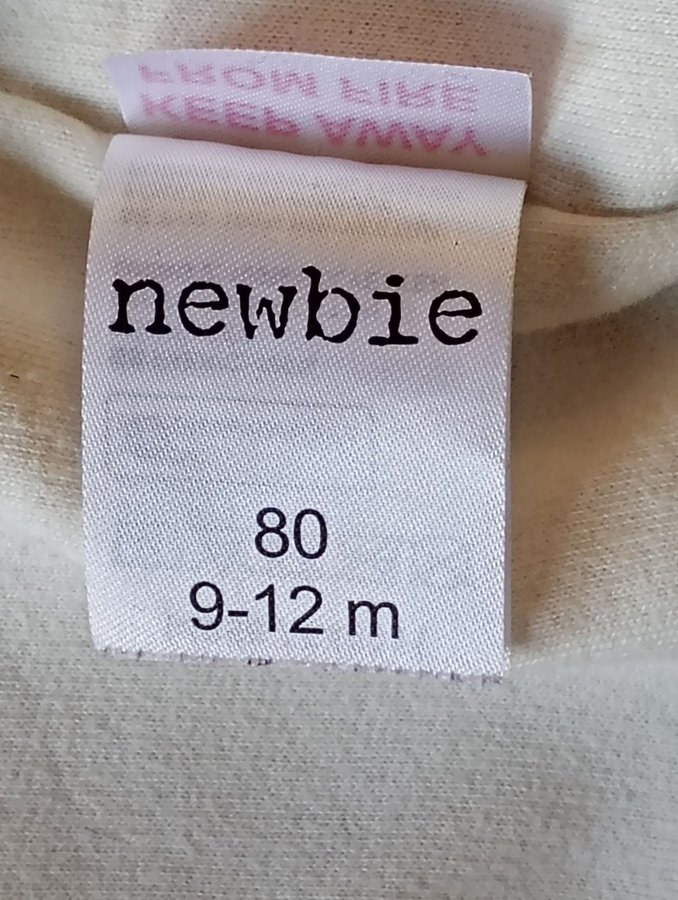 KEEP AWAY
FROM FIRE
newbie
80
9-12 m